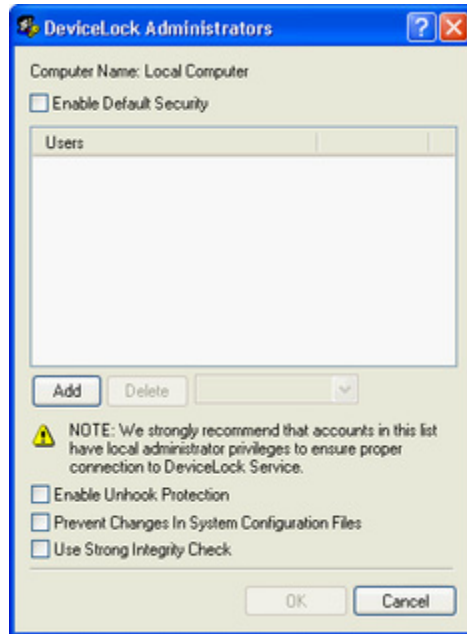 DeviceLock Administrators
Computer Name: Local Computer
Enable Default Security
Users
Add Delete
NOTE: We strongly recommend that accounts in this list
have local administrator privileges to ensure proper
connection to DeviceLock Service.
Enable Unhook Protection
Prevent Changes In System Configuration Files
Use Strong Integrity Check
OK Cancel